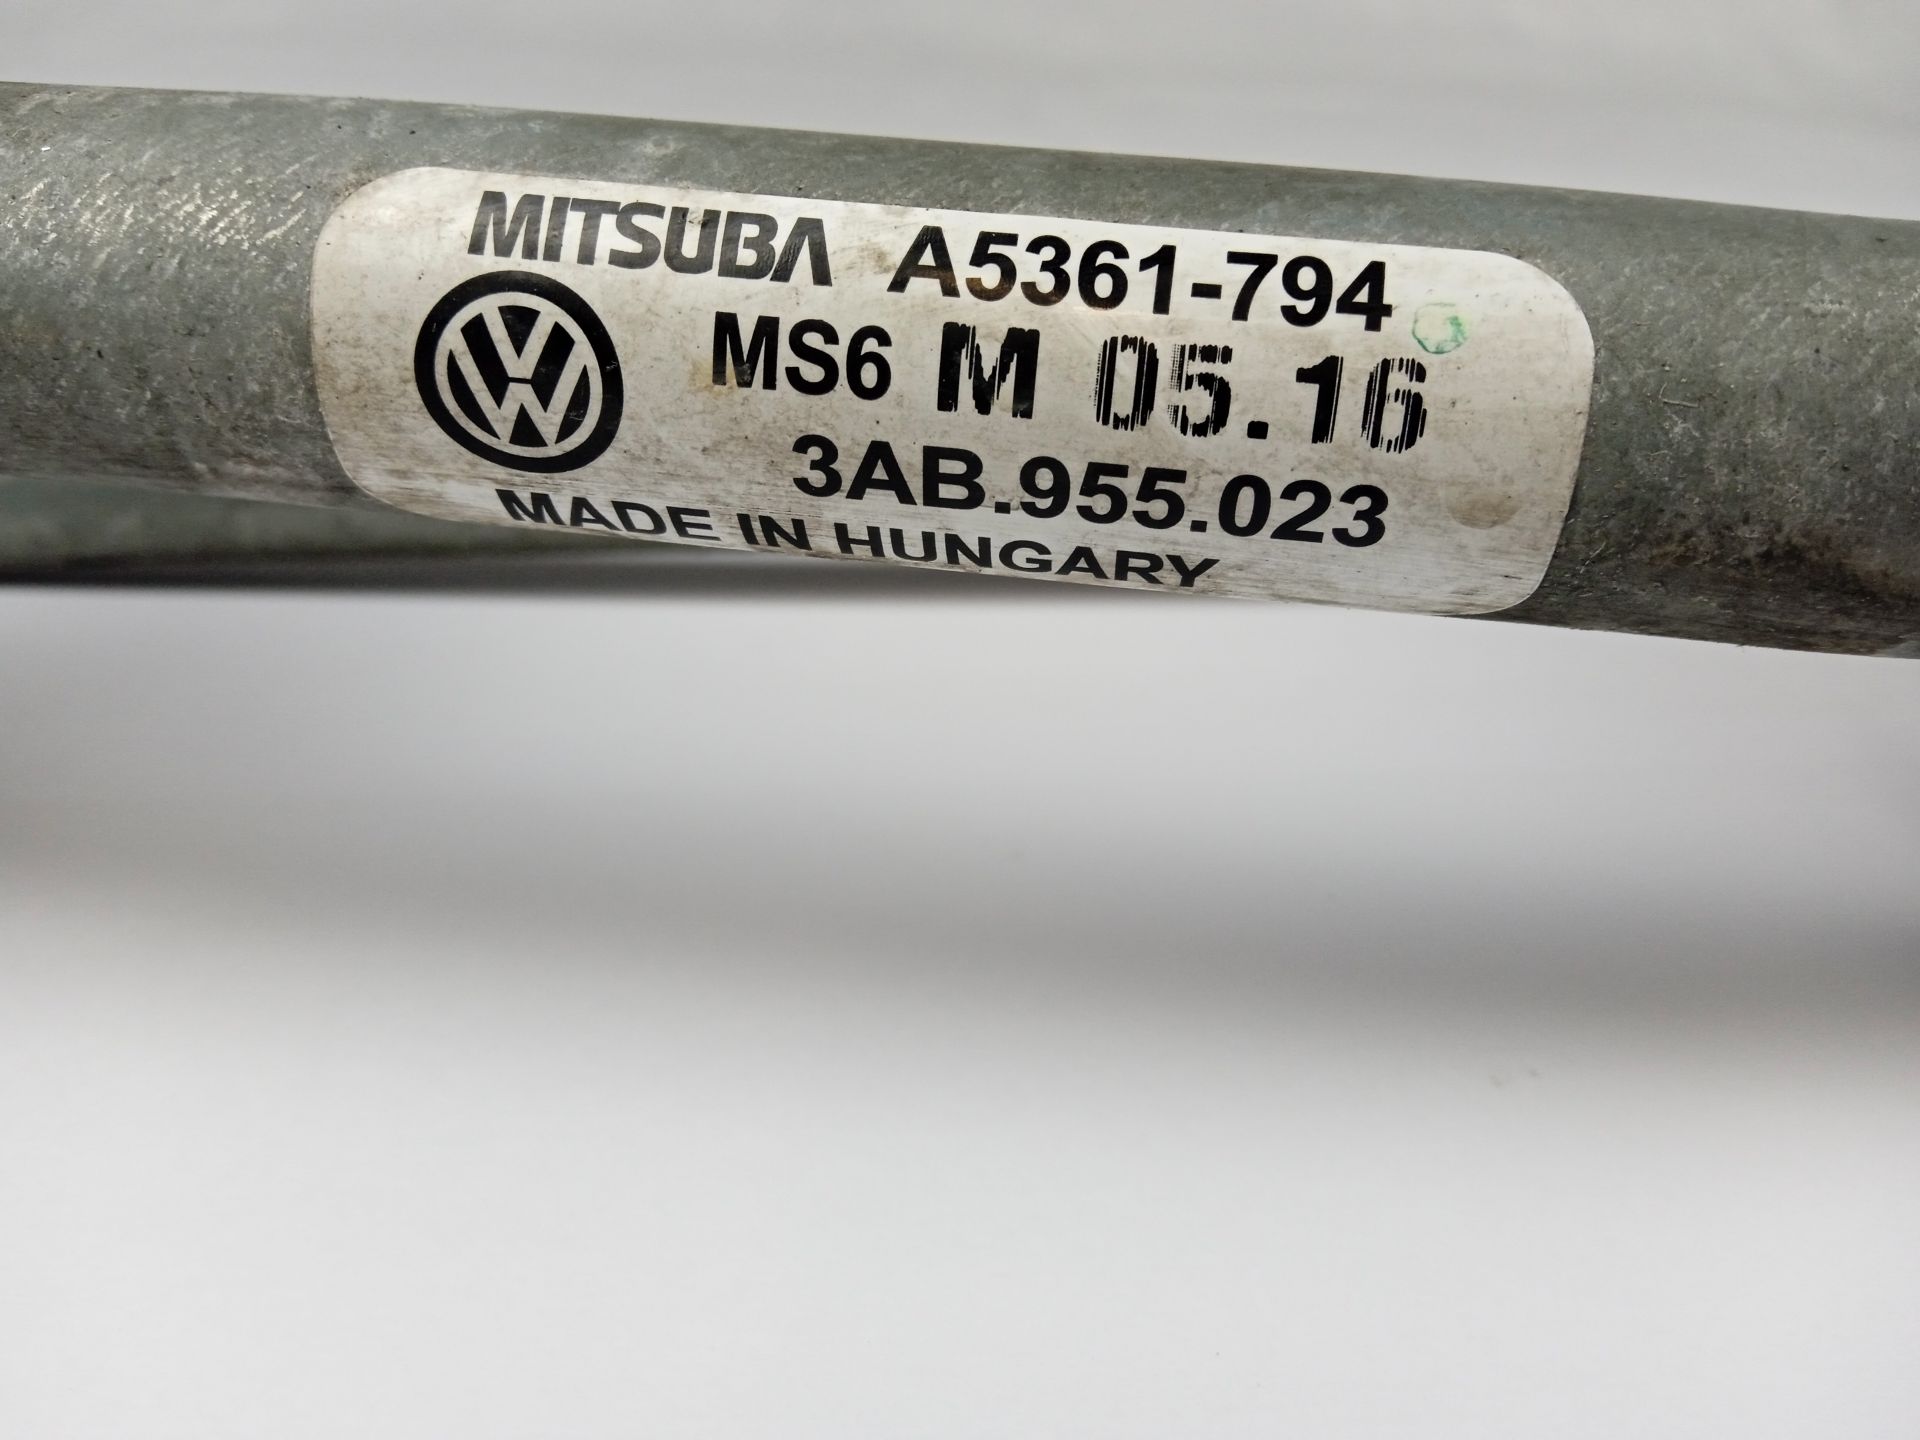 MITSUBA A5361-794
MS6 M 05.16
3AB.955.023
MADE IN HUNGARY